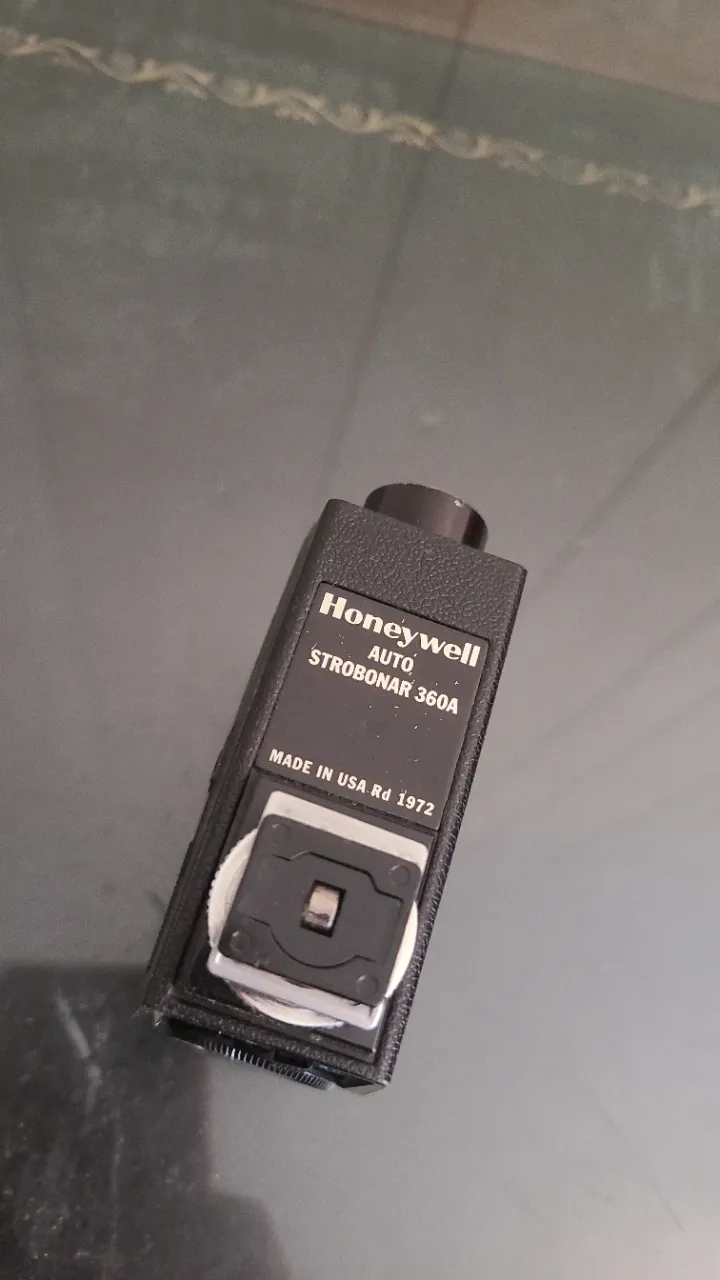 Honeywell
AUTO
STROBONAR 360A
MADE IN USA Rd 1972